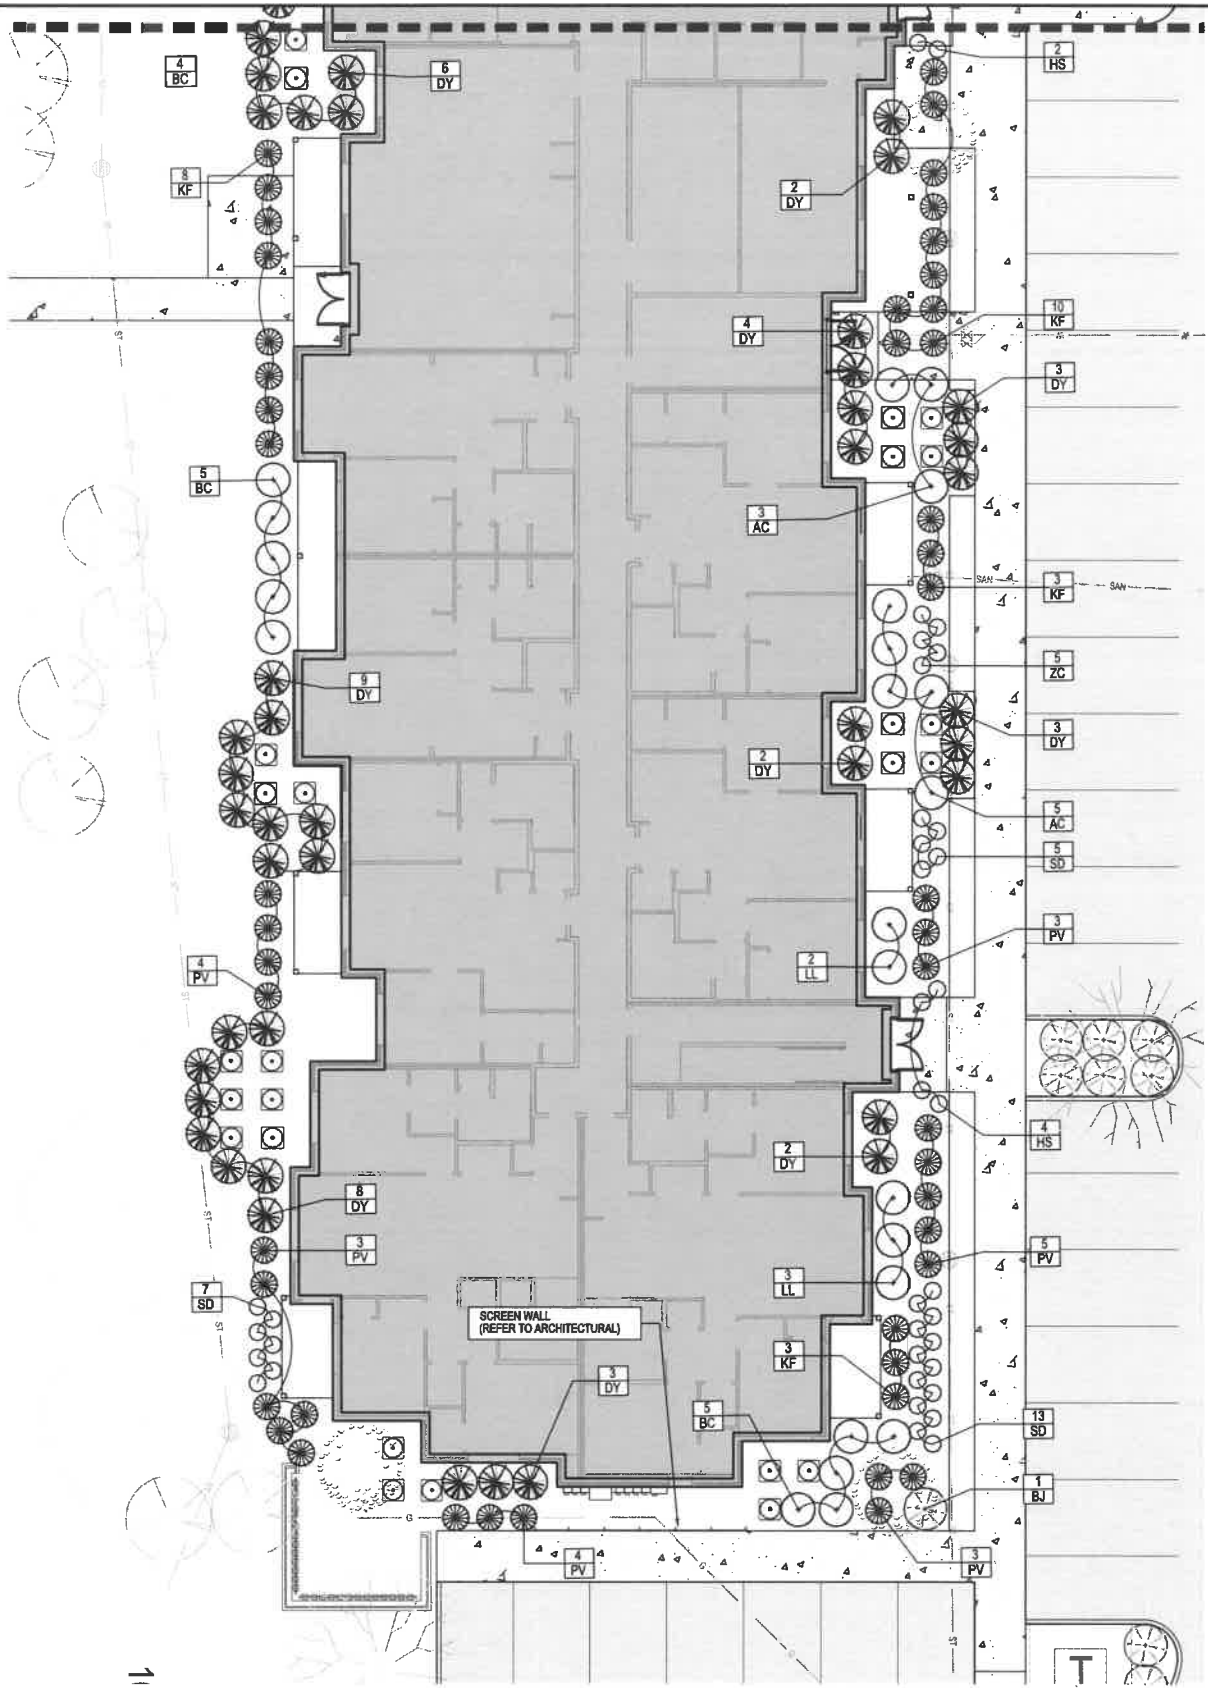 2
HS
4
BC
6
DY
8
KF
2
DY
10
KF
4
DY
3
DY
ST
5
BC
3
AC
SAN
SAN
3
KF
5
ZC
9
DY
3
DY
2
DY
5
AC
5
SD
3
PV
4
PV
2
LL
ST
4
HS
2
DY
8
DY
3
PV
5
PV
ST
3
LL
7
SD
ST
SCREEN WALL
(REFER TO ARCHITECTURAL)
3
KF
3
DY
5
BC
13
SD
1
BJ
G
4
PV
3
PV
G
ST
T